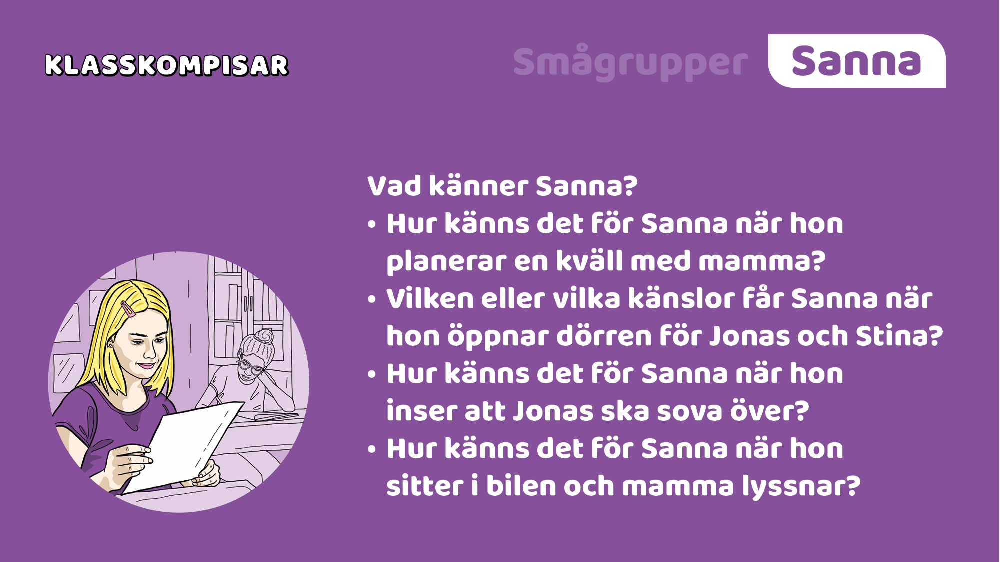 KLASSKOMPISAR
Smågrupper
Sanna
Vad känner Sanna?
• Hur känns det för Sanna när hon
planerar en kväll med mamma?
• Vilken eller vilka känslor får Sanna när
hon öppnar dörren för Jonas och Stina?
• Hur känns det för Sanna när hon
inser att Jonas ska sova över?
• Hur känns det för Sanna när hon
sitter i bilen och mamma lyssnar?